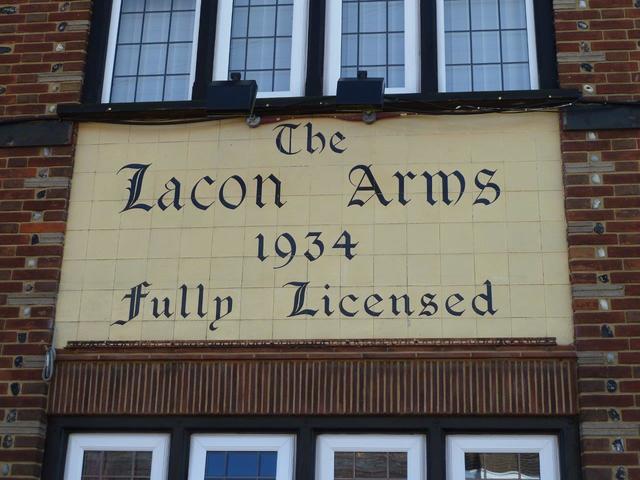 The
Lacon Arms
1934
Fully Licensed